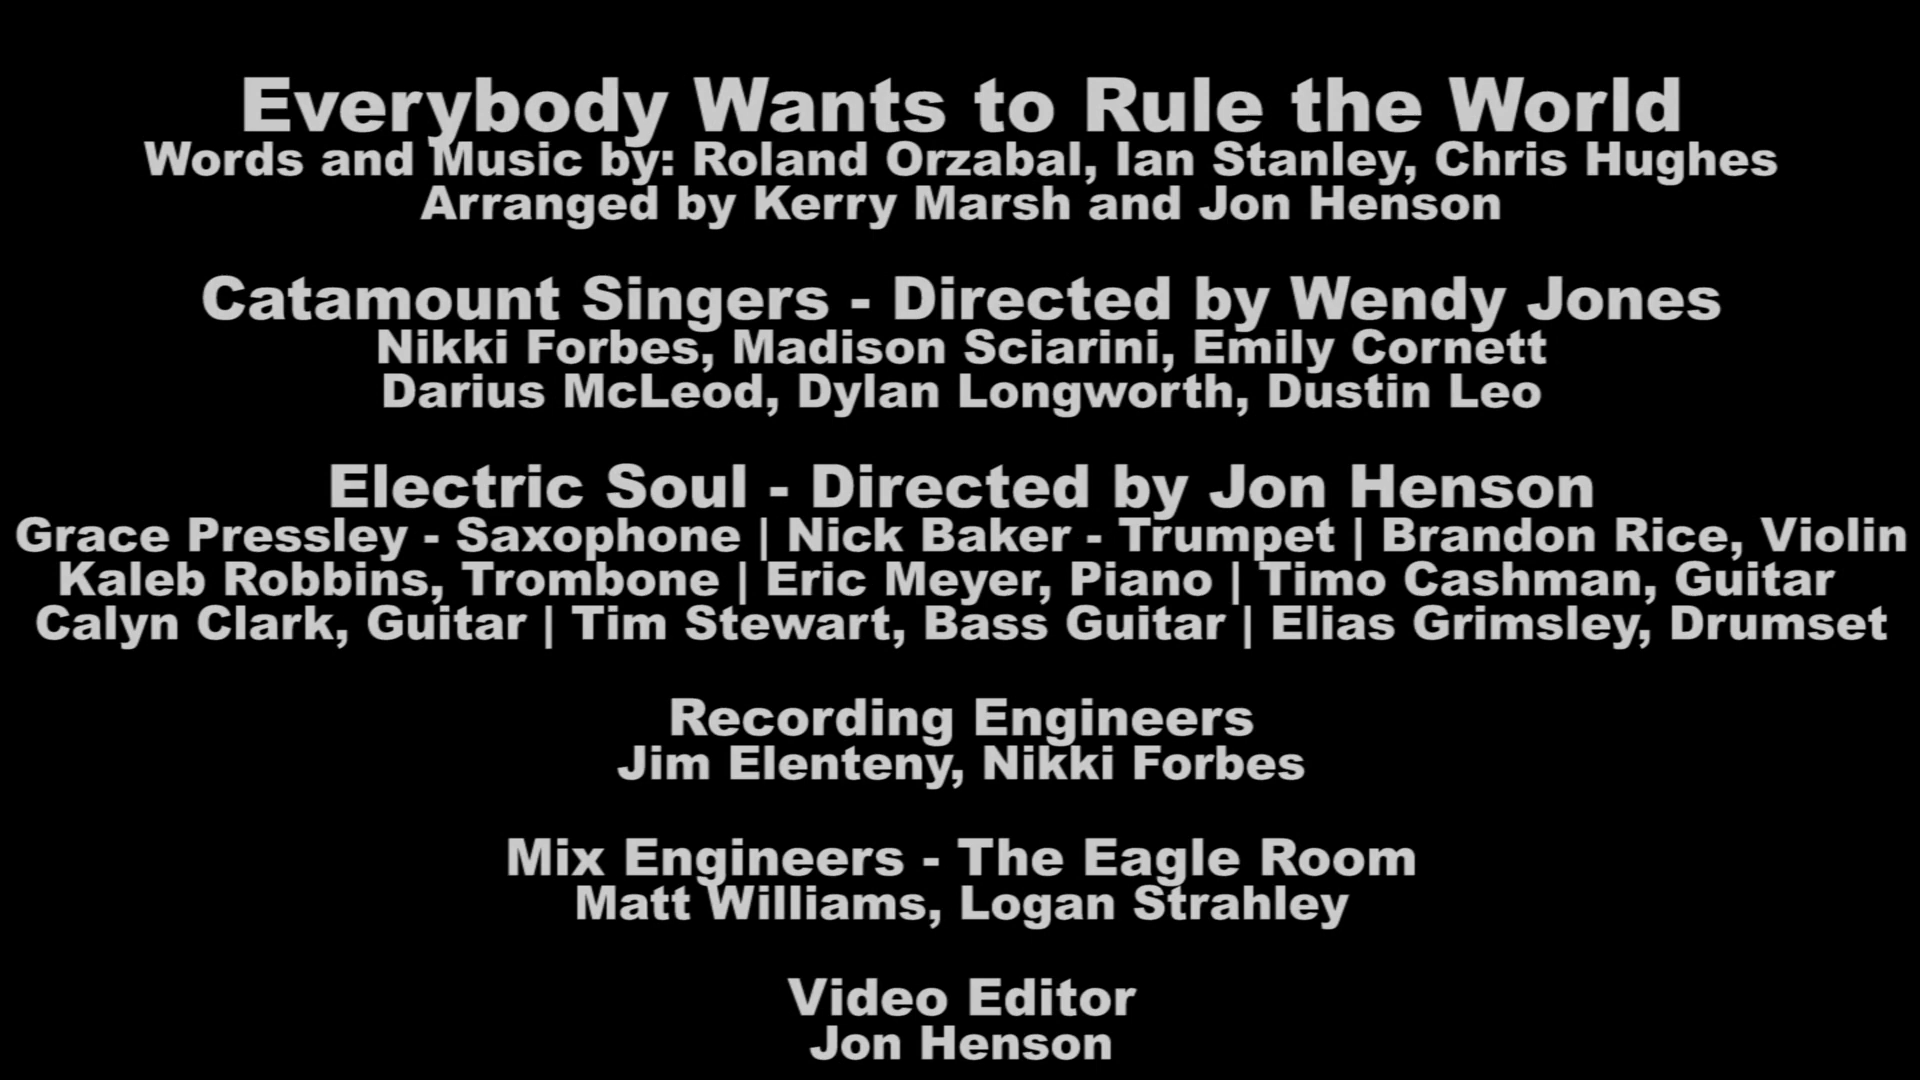 Everybody Wants to Rule the World
Words and Music by: Roland Orzabal, Ian Stanley, Chris Hughes
Arranged by Kerry Marsh and Jon Henson
Catamount Singers - Directed by Wendy Jones
Nikki Forbes, Madison Sciarini, Emily Cornett
Darius McLeod, Dylan Longworth, Dustin Leo
Electric Soul - Directed by Jon Henson
Grace Pressley - Saxophone | Nick Baker - Trumpet | Brandon Rice, Violin
Kaleb Robbins, Trombone | Eric Meyer, Piano | Timo Cashman, Guitar
Calyn Clark, Guitar | Tim Stewart, Bass Guitar | Elias Grimsley, Drumset
Recording Engineers
Jim Elenteny, Nikki Forbes
Mix Engineers - The Eagle Room
Matt Williams, Logan Strahley
Video Editor
Jon Henson